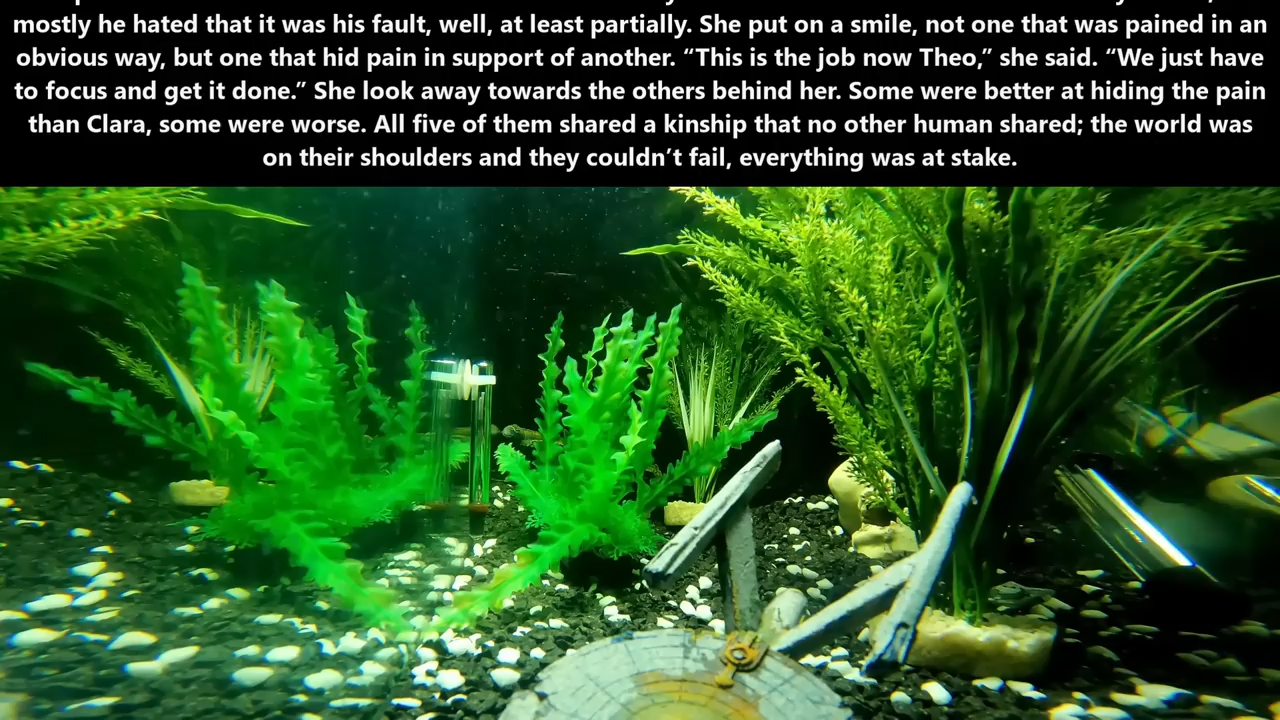 mostly he hated that it was his fault, well, at least partially. She put on a smile, not one that was pained in an
obvious way, but one that hid pain in support of another. “This is the job now Theo,” she said. “We just have
to focus and get it done.” She look away towards the others behind her. Some were better at hiding the pain
than Clara, some were worse. All five of them shared a kinship that no other human shared; the world was
on their shoulders and they couldn’t fail, everything was at stake.